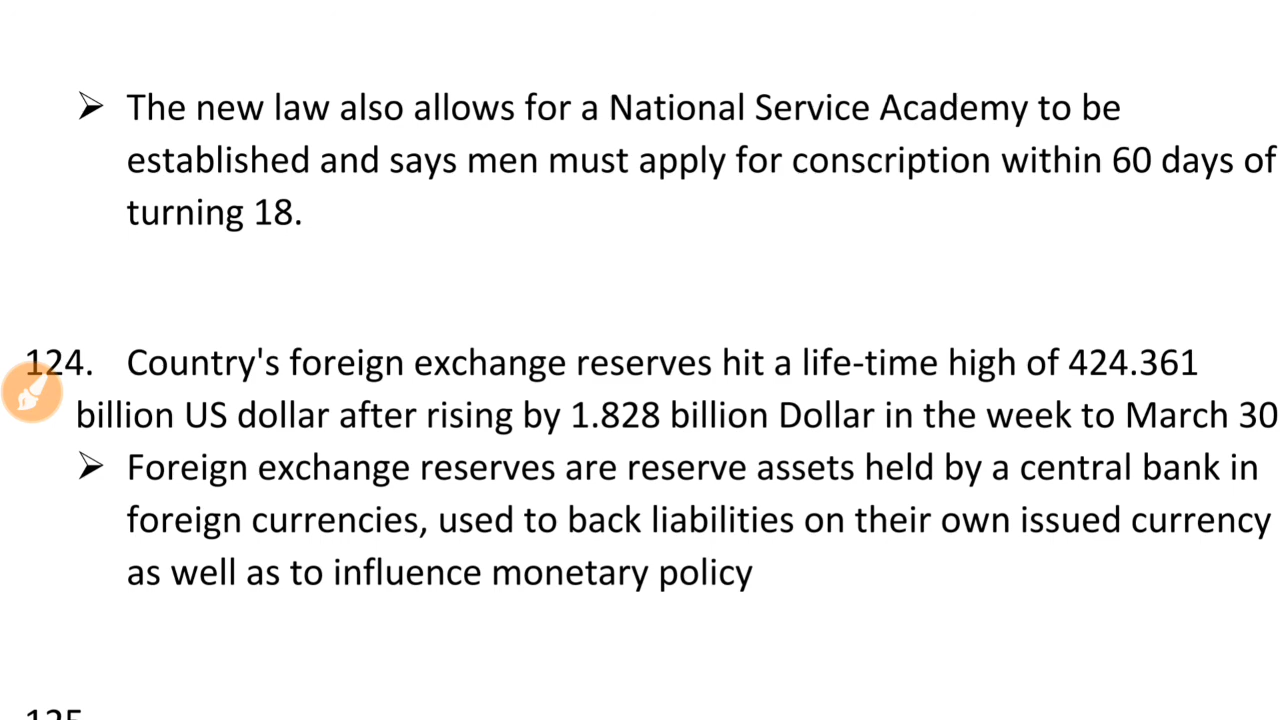 ➢ The new law also allows for a National Service Academy to be
established and says men must apply for conscription within 60 days of
turning 18.
124. Country's foreign exchange reserves hit a life-time high of 424.361
billion US dollar after rising by 1.828 billion Dollar in the week to March 30
➢ Foreign exchange reserves are reserve assets held by a central bank in
foreign currencies, used to back liabilities on their own issued currency
as well as to influence monetary policy